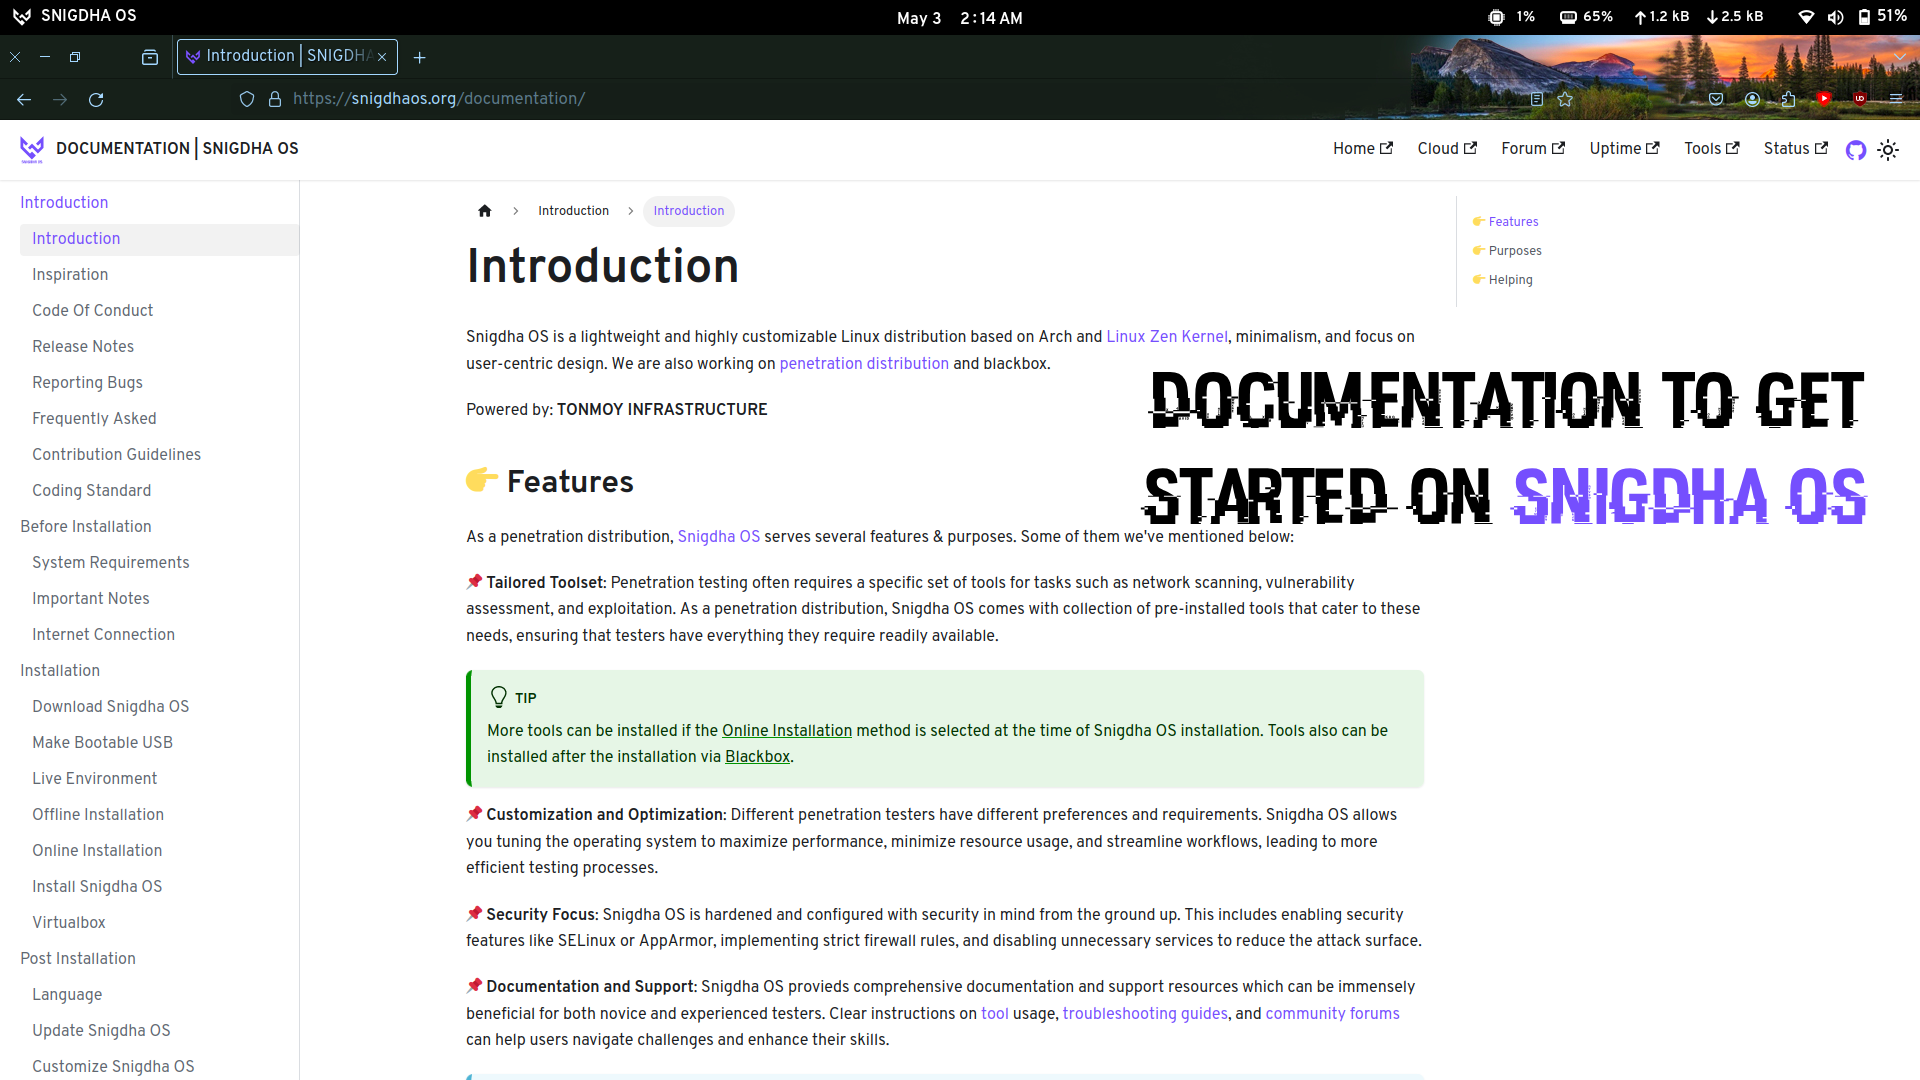 SNIGDHA OS
May 3 2:14 AM
1% 65% 1.2 kB 2.5 kB 51%
Introduction | SNIGDHA
https://snigdhaos.org/documentation/
DOCUMENTATION | SNIGDHA OS
Home Cloud Forum Uptime Tools Status
Introduction
Introduction
Inspiration
Code Of Conduct
Release Notes
Reporting Bugs
Frequently Asked
Contribution Guidelines
Coding Standard
Before Installation
System Requirements
Important Notes
Internet Connection
Installation
Download Snigdha OS
Make Bootable USB
Live Environment
Offline Installation
Online Installation
Install Snigdha OS
Virtualbox
Post Installation
Language
Update Snigdha OS
Customize Snigdha OS
Introduction Introduction
Introduction
Snigdha OS is a lightweight and highly customizable Linux distribution based on Arch and Linux Zen Kernel, minimalism, and focus on
user-centric design. We are also working on penetration distribution and blackbox.
Powered by: TONMOY INFRASTRUCTURE
👉 Features
As a penetration distribution, Snigdha OS serves several features & purposes. Some of them we've mentioned below:
📌 Tailored Toolset: Penetration testing often requires a specific set of tools for tasks such as network scanning, vulnerability
assessment, and exploitation. As a penetration distribution, Snigdha OS comes with collection of pre-installed tools that cater to these
needs, ensuring that testers have everything they require readily available.
TIP
More tools can be installed if the Online Installation method is selected at the time of Snigdha OS installation. Tools also can be
installed after the installation via Blackbox.
📌 Customization and Optimization: Different penetration testers have different preferences and requirements. Snigdha OS allows
you tuning the operating system to maximize performance, minimize resource usage, and streamline workflows, leading to more
efficient testing processes.
📌 Security Focus: Snigdha OS is hardened and configured with security in mind from the ground up. This includes enabling security
features like SELinux or AppArmor, implementing strict firewall rules, and disabling unnecessary services to reduce the attack surface.
📌 Documentation and Support: Snigdha OS provieds comprehensive documentation and support resources which can be immensely
beneficial for both novice and experienced testers. Clear instructions on tool usage, troubleshooting guides, and community forums
can help users navigate challenges and enhance their skills.
👉 Features
👉 Purposes
👉 Helping
DOCUMENTATION TO GET
STARTED ON SNIGDHA OS